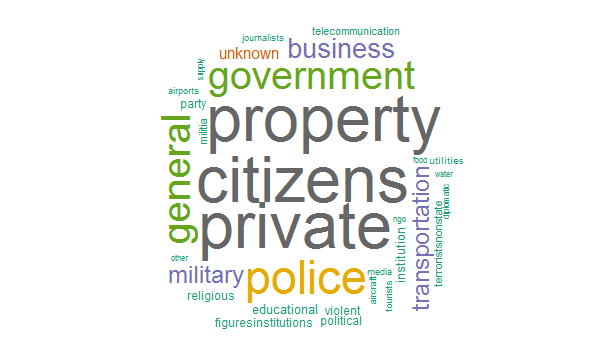 telecommunication
journalists
unknown
business
supply
government
airports
party
property
militia
general
citizens
food
utilities
water
private
transportation
diplomatic
ngo
institution
terroristsnonstate
other
military
police
media
aircraft
tourists
religious
educational
violent
figuresinstitutions
political